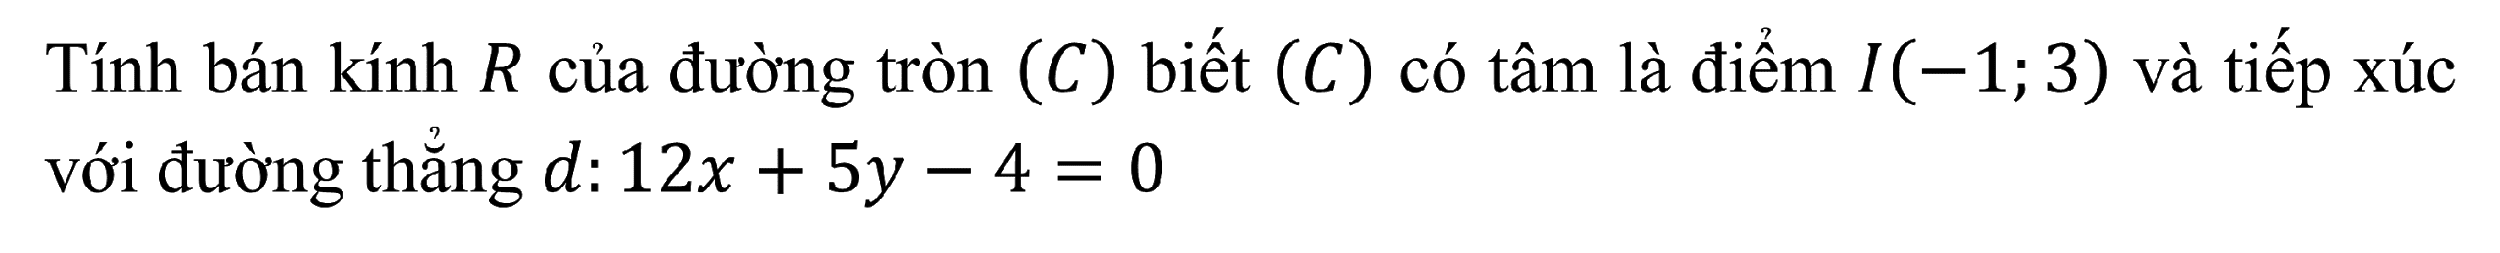 Tính bán kính R của đường tròn (C) biết (C) có tâm là điểm I(−1; 3) và tiếp xúc
với đường thẳng d: 12x + 5y − 4 = 0